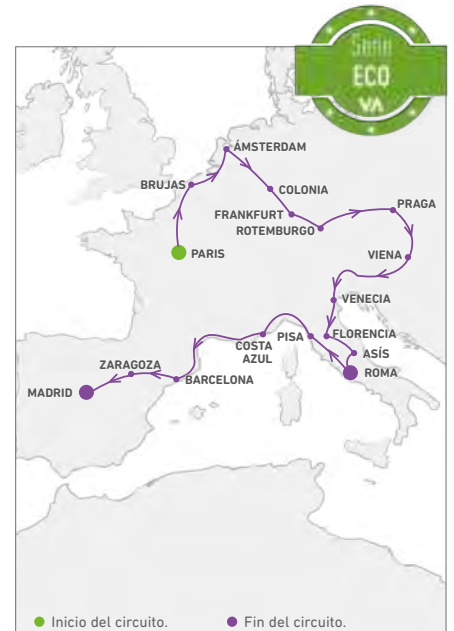 Serie
ECO
VA
ÁMSTERDAM
BRUJAS
COLONIA
FRANKFURT
PRAGA
ROTEMBURGO
PARIS
VIENA
VENECIA
FLORENCIA
PISA
COSTA
AZUL
ASÍS
ROMA
ZARAGOZA
BARCELONA
MADRID
Inicio del circuito.
Fin del circuito.